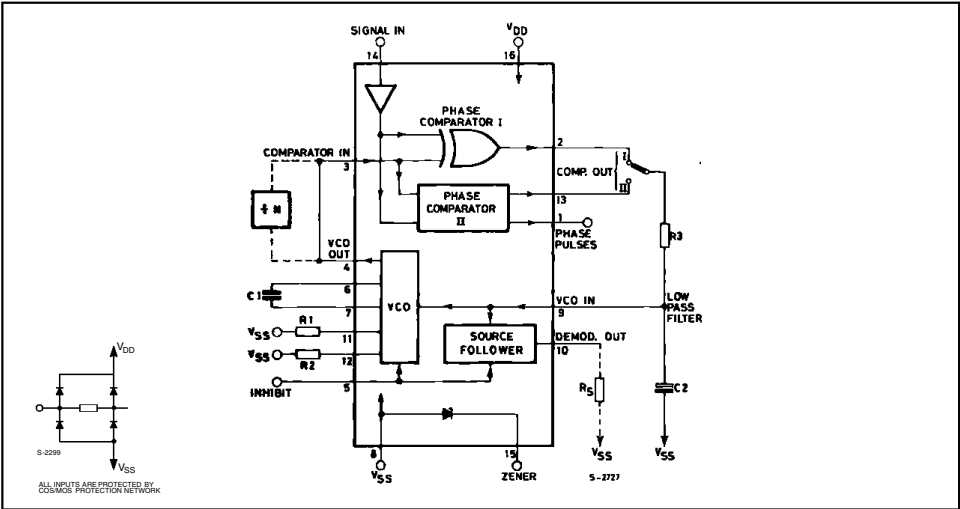 SIGNAL IN
14
VDD
16
PHASE
COMPARATOR I
2
COMPARATOR IN
3
I
COMP. OUT
II
13
÷ N
PHASE
COMPARATOR
II
1
PHASE
PULSES
R3
VCO
OUT
4
6
C1
7
VCO
VCO IN
9
LOW
PASS
FILTER
VSS
R1
11
SOURCE
FOLLOWER
DEMOD. OUT
10
VSS
R2
12
INHIBIT
5
RS
C2
VDD
8
VSS
15
ZENER
VSS
VSS
S-2727
S-2299
VSS
ALL INPUTS ARE PROTECTED BY
COS/MOS PROTECTION NETWORK